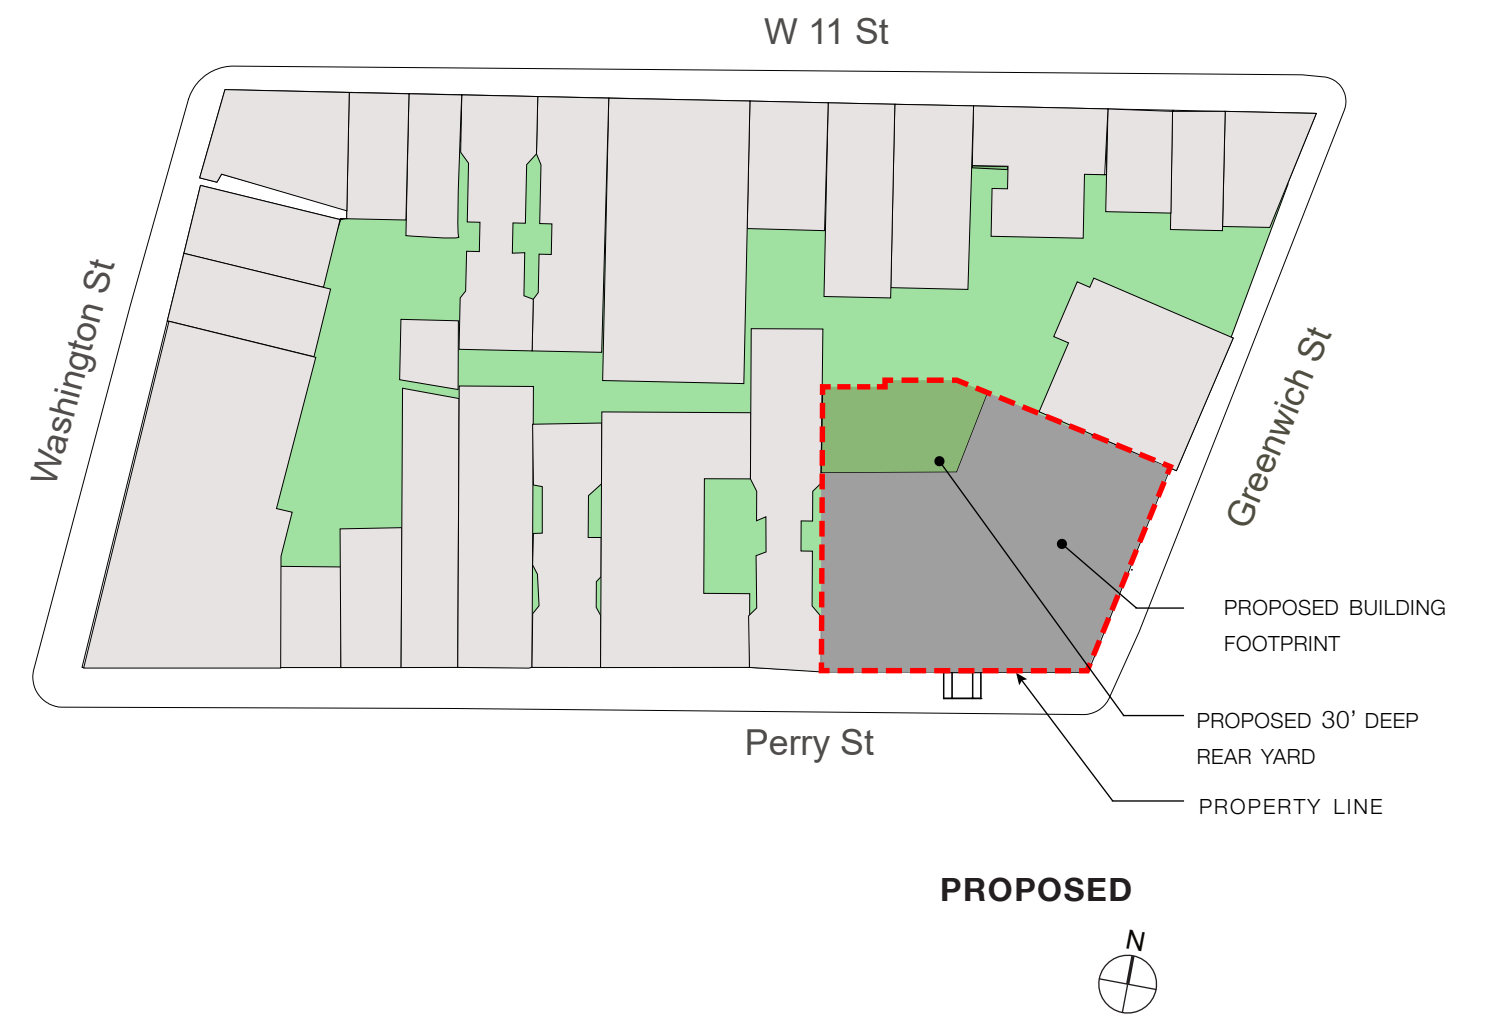 W 11 St
Washington St
Greenwich St
PROPOSED BUILDING
FOOTPRINT
PROPOSED 30’ DEEP
REAR YARD
Perry St
PROPERTY LINE
PROPOSED
N